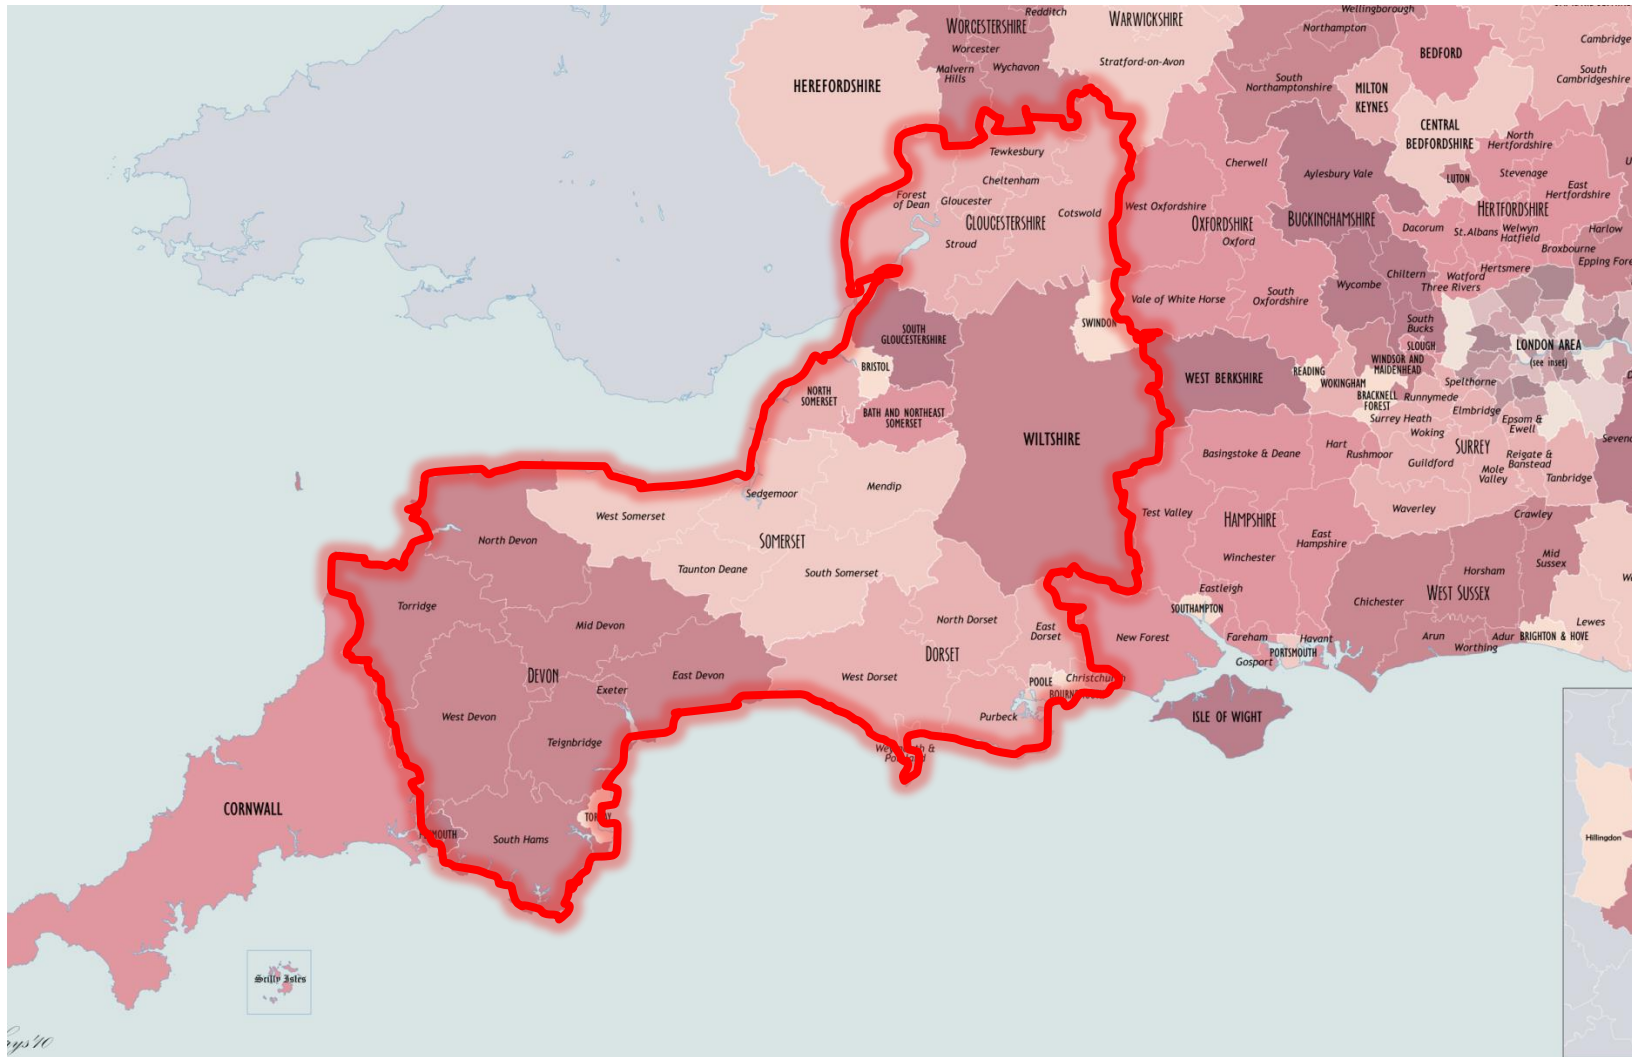 Redditch
WORCESTERSHIRE
WARWICKSHIRE
Wellingborough
Northampton
Worcester
Malvern
Hills
Wychavon
Stratford-on-Avon
BEDFORD
Cambridge
South
Cambridgeshire
HEREFORDSHIRE
South
Northamptonshire
MILTON
KEYNES
CENTRAL
BEDFORDSHIRE
North
Hertfordshire
Tewkesbury
Cherwell
Aylesbury Vale
LUTON
Stevenage
East
Hertfordshire
Cheltenham
Forest
of Dean
Gloucester
GLOUCESTERSHIRE
Cotswold
West Oxfordshire
OXFORDSHIRE
BUCKINGHAMSHIRE
HERTFORDSHIRE
Dacorum
St.Albans
Welwyn
Hatfield
Harlow
Stroud
Oxford
Broxbourne
Epping Fore
Chiltern
Watford
Hertsmere
Three Rivers
Wycombe
South
Oxfordshire
Vale of White Horse
SOUTH
GLOUCESTERSHIRE
SWINDON
South
Bucks
SLOUGH
LONDON AREA
(see inset)
WINDSOR AND
MAIDENHEAD
BRISTOL
WEST BERKSHIRE
READING
WOKINGHAM
BRACKNELL
FOREST
Spelthorne
Runnymede
NORTH
SOMERSET
BATH AND NORTHEAST
SOMERSET
Elmbridge
Surrey Heath
Epsom &
Ewell
Woking
WILTSHIRE
Basingstoke & Deane
Hart
Rushmoor
SURREY
Guildford
Mole
Valley
Reigate &
Banstead
Tanbridge
Sedgemoor
Mendip
West Somerset
Test Valley
HAMPSHIRE
Waverley
Crawley
North Devon
SOMERSET
East
Hampshire
Winchester
Mid
Sussex
Horsham
Taunton Deane
South Somerset
Eastleigh
WEST SUSSEX
Chichester
Torridge
SOUTHAMPTON
North Dorset
East
Dorset
New Forest
Fareham
Havant
PORTSMOUTH
Gosport
Arun
Worthing
Adur
BRIGHTON & HOVE
Lewes
Mid Devon
DEVON
DORSET
East Devon
West Dorset
POOLE
Christchurch
Exeter
Purbeck
ISLE OF WIGHT
West Devon
Teignbridge
CORNWALL
South Hams
Hillingdon
Scilly Isles